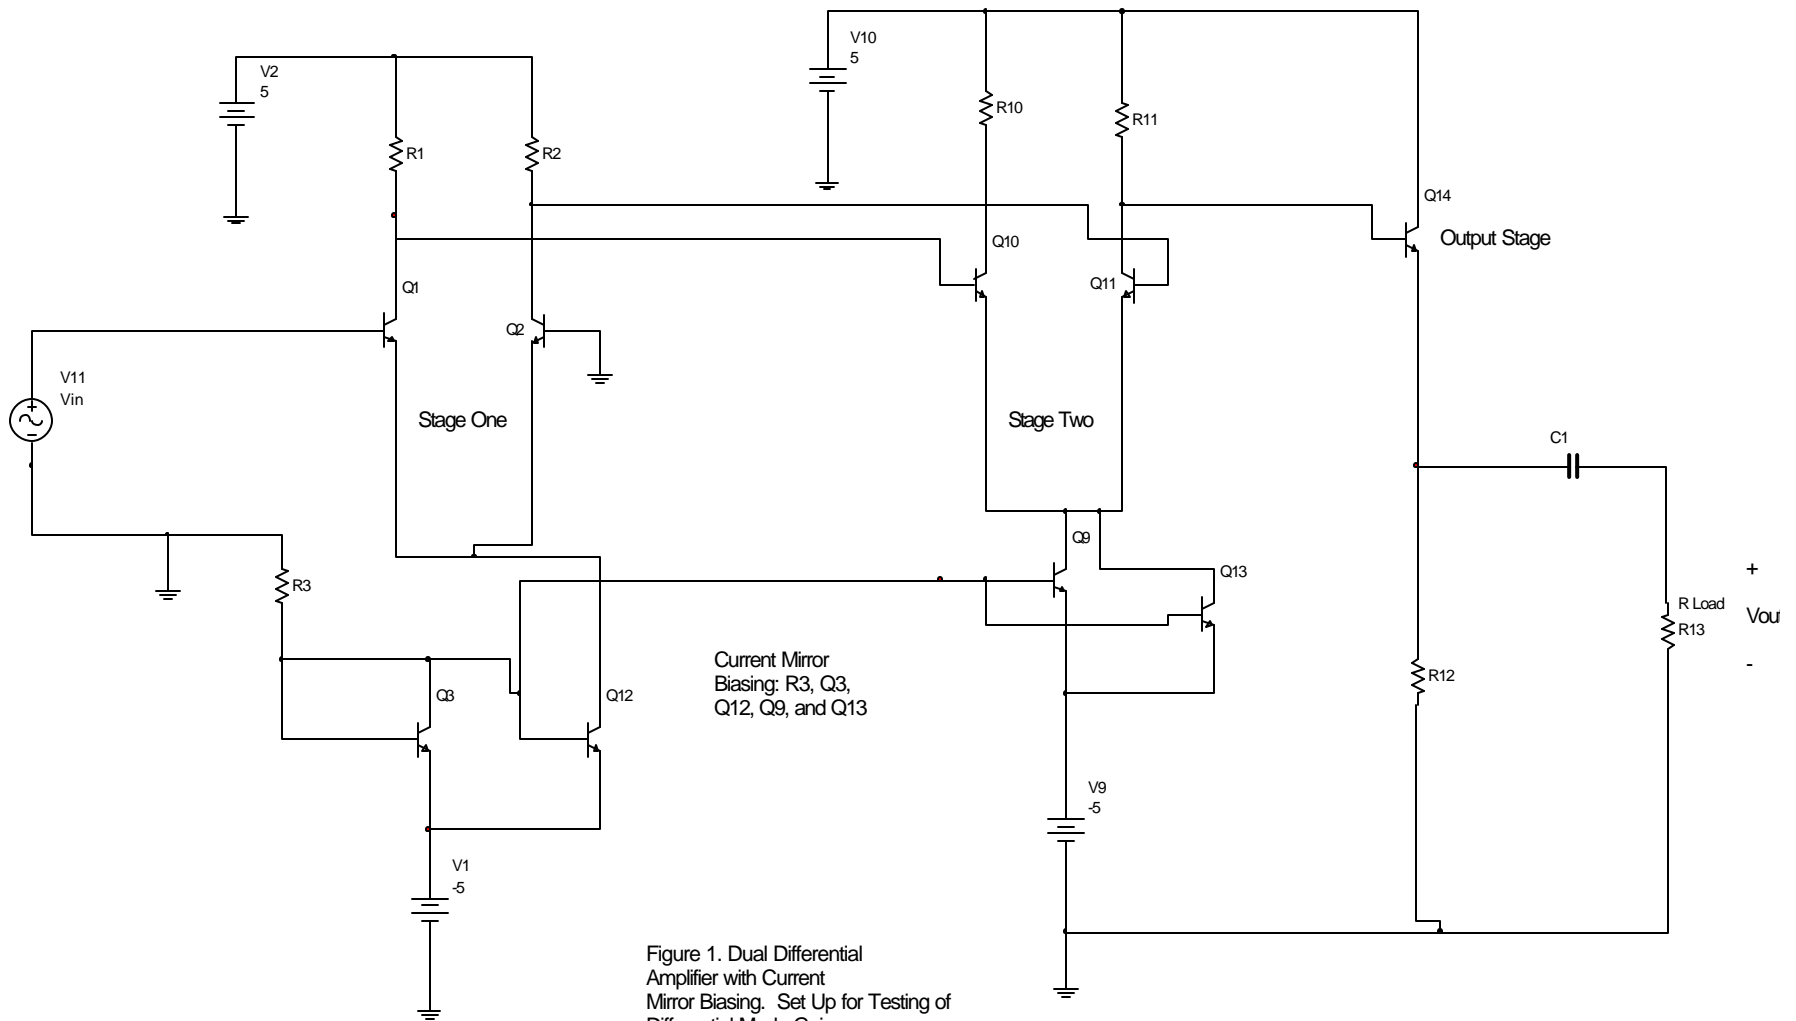 V10
5
V2
5
R10
R11
R1
R2
Q14
Output Stage
Q10
Q11
Q1
Q2
V11
Vin
Stage One
Stage Two
C1
Q9
Q13
+
R3
R Load
Vou
R13
Current Mirror
Biasing: R3, Q3,
Q12, Q9, and Q13
-
R12
Q3
Q12
V9
-5
V1
-5
Figure 1. Dual Differential
Amplifier with Current
Mirror Biasing. Set Up for Testing of